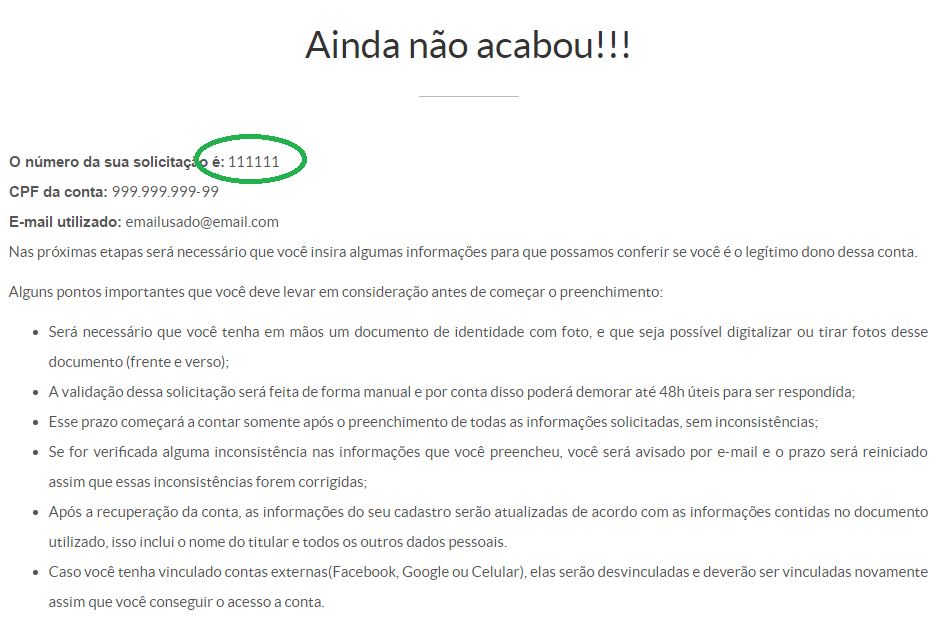 Ainda não acabou!!!
O número da sua solicitação é: 111111
CPF da conta: 999.999.999-99
E-mail utilizado: emailusado@email.com
Nas próximas etapas será necessário que você insira algumas informações para que possamos conferir se você é o legítimo dono dessa conta.
Alguns pontos importantes que você deve levar em consideração antes de começar o preenchimento:
• Será necessário que você tenha em mãos um documento de identidade com foto, e que seja possível digitalizar ou tirar fotos desse
documento (frente e verso);
• A validação dessa solicitação será feita de forma manual e por conta disso poderá demorar até 48h úteis para ser respondida;
• Esse prazo começará a contar somente após o preenchimento de todas as informações solicitadas, sem inconsistências;
• Se for verificada alguma inconsistência nas informações que você preencheu, você será avisado por e-mail e o prazo será reiniciado
assim que essas inconsistências forem corrigidas;
• Após a recuperação da conta, as informações do seu cadastro serão atualizadas de acordo com as informações contidas no documento
utilizado, isso inclui o nome do titular e todos os outros dados pessoais.
• Caso você tenha vinculado contas externas(Facebook, Google ou Celular), elas serão desvinculadas e deverão ser vinculadas novamente
assim que você conseguir o acesso a conta.